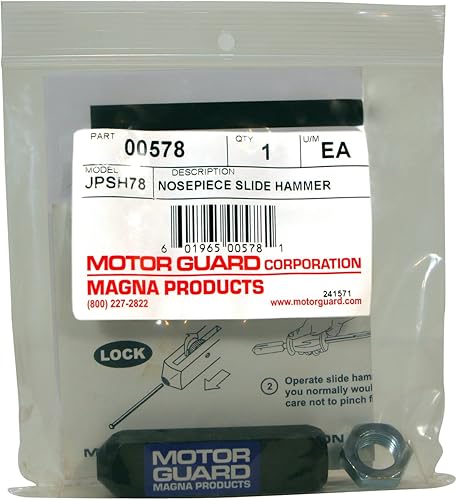 PART 00578 QTY 1 U/M EA
MODEL JPSH78 DESCRIPTION NOSEPIECE SLIDE HAMMER
6 01965 00578 1
MOTOR GUARD CORPORATION
MAGNA PRODUCTS
(800) 227-2822
241571
www.motorguard.com
LOCK
2 Operate slide ham
you normally wou
care not to pinch f
MOTOR
GUARD
MAGNA PRODUCTS